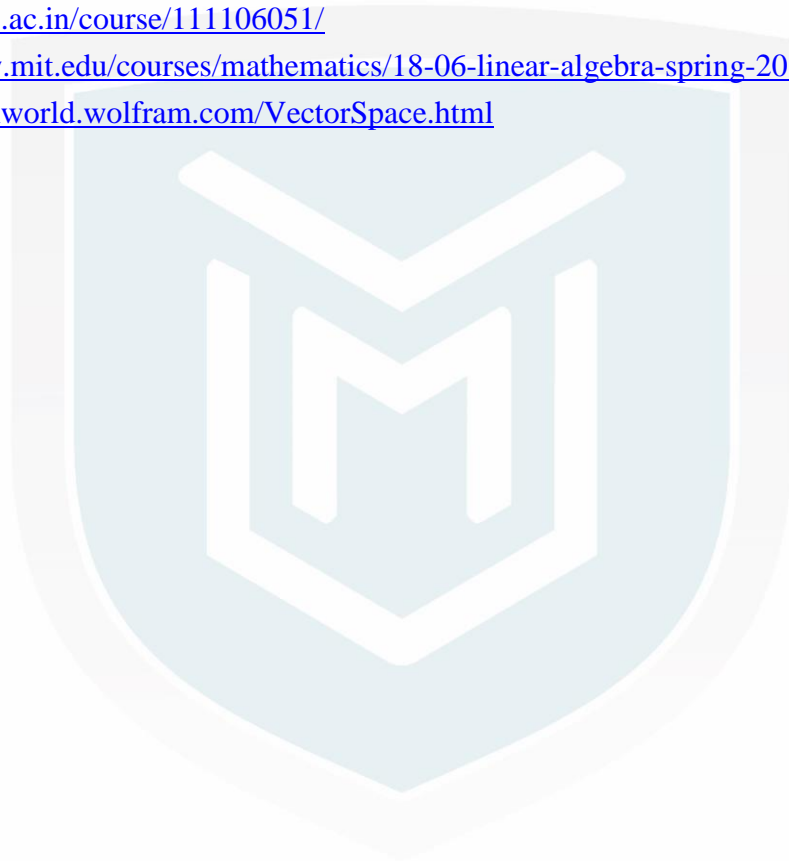 .ac.in/course/111106051/
.mit.edu/courses/mathematics/18-06-linear-algebra-spring-20
world.wolfram.com/VectorSpace.html